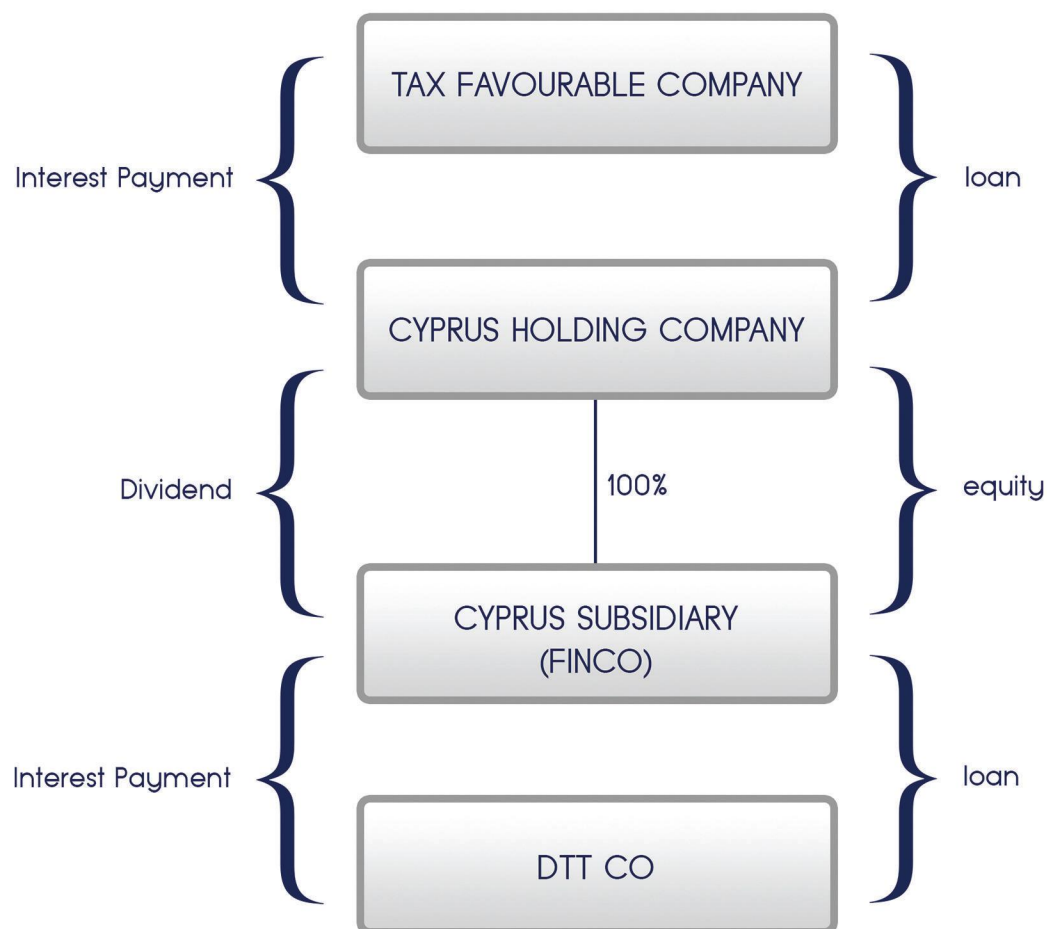 TAX FAVOURABLE COMPANY
Interest Payment
loan
CYPRUS HOLDING COMPANY
Dividend
100%
equity
CYPRUS SUBSIDIARY
(FINCO)
Interest Payment
loan
DTT CO